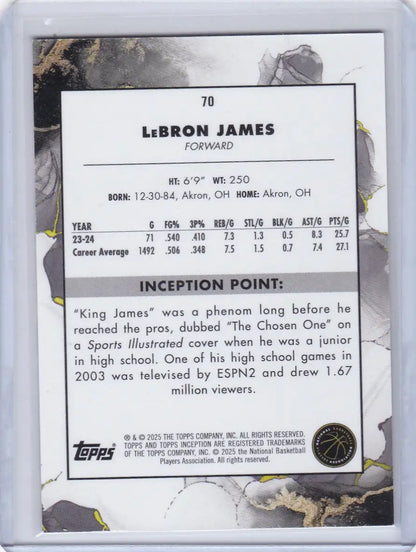 70
LeBRON JAMES
FORWARD
HT: 6'9" WT: 250
BORN: 12-30-84, Akron, OH HOME: Akron, OH
YEAR G FG% 3P% REB/G STL/G BLK/G AST/G PTS/G
23-24 71 .540 .410 7.3 1.3 0.5 8.3 25.7
Career Average 1492 .506 .348 7.5 1.5 0.7 7.4 27.1
INCEPTION POINT:
"King James" was a phenom long before he
reached the pros, dubbed "The Chosen One" on
a Sports Illustrated cover when he was a junior
in high school. One of his high school games in
2003 was televised by ESPN2 and drew 1.67
million viewers.
Topps
® & © 2025 THE TOPPS COMPANY, INC. ALL RIGHTS RESERVED.
TOPPS AND TOPPS INCEPTION ARE REGISTERED TRADEMARKS
OF THE TOPPS COMPANY, INC. © 2025 the National Basketball
Players Association. All rights reserved.